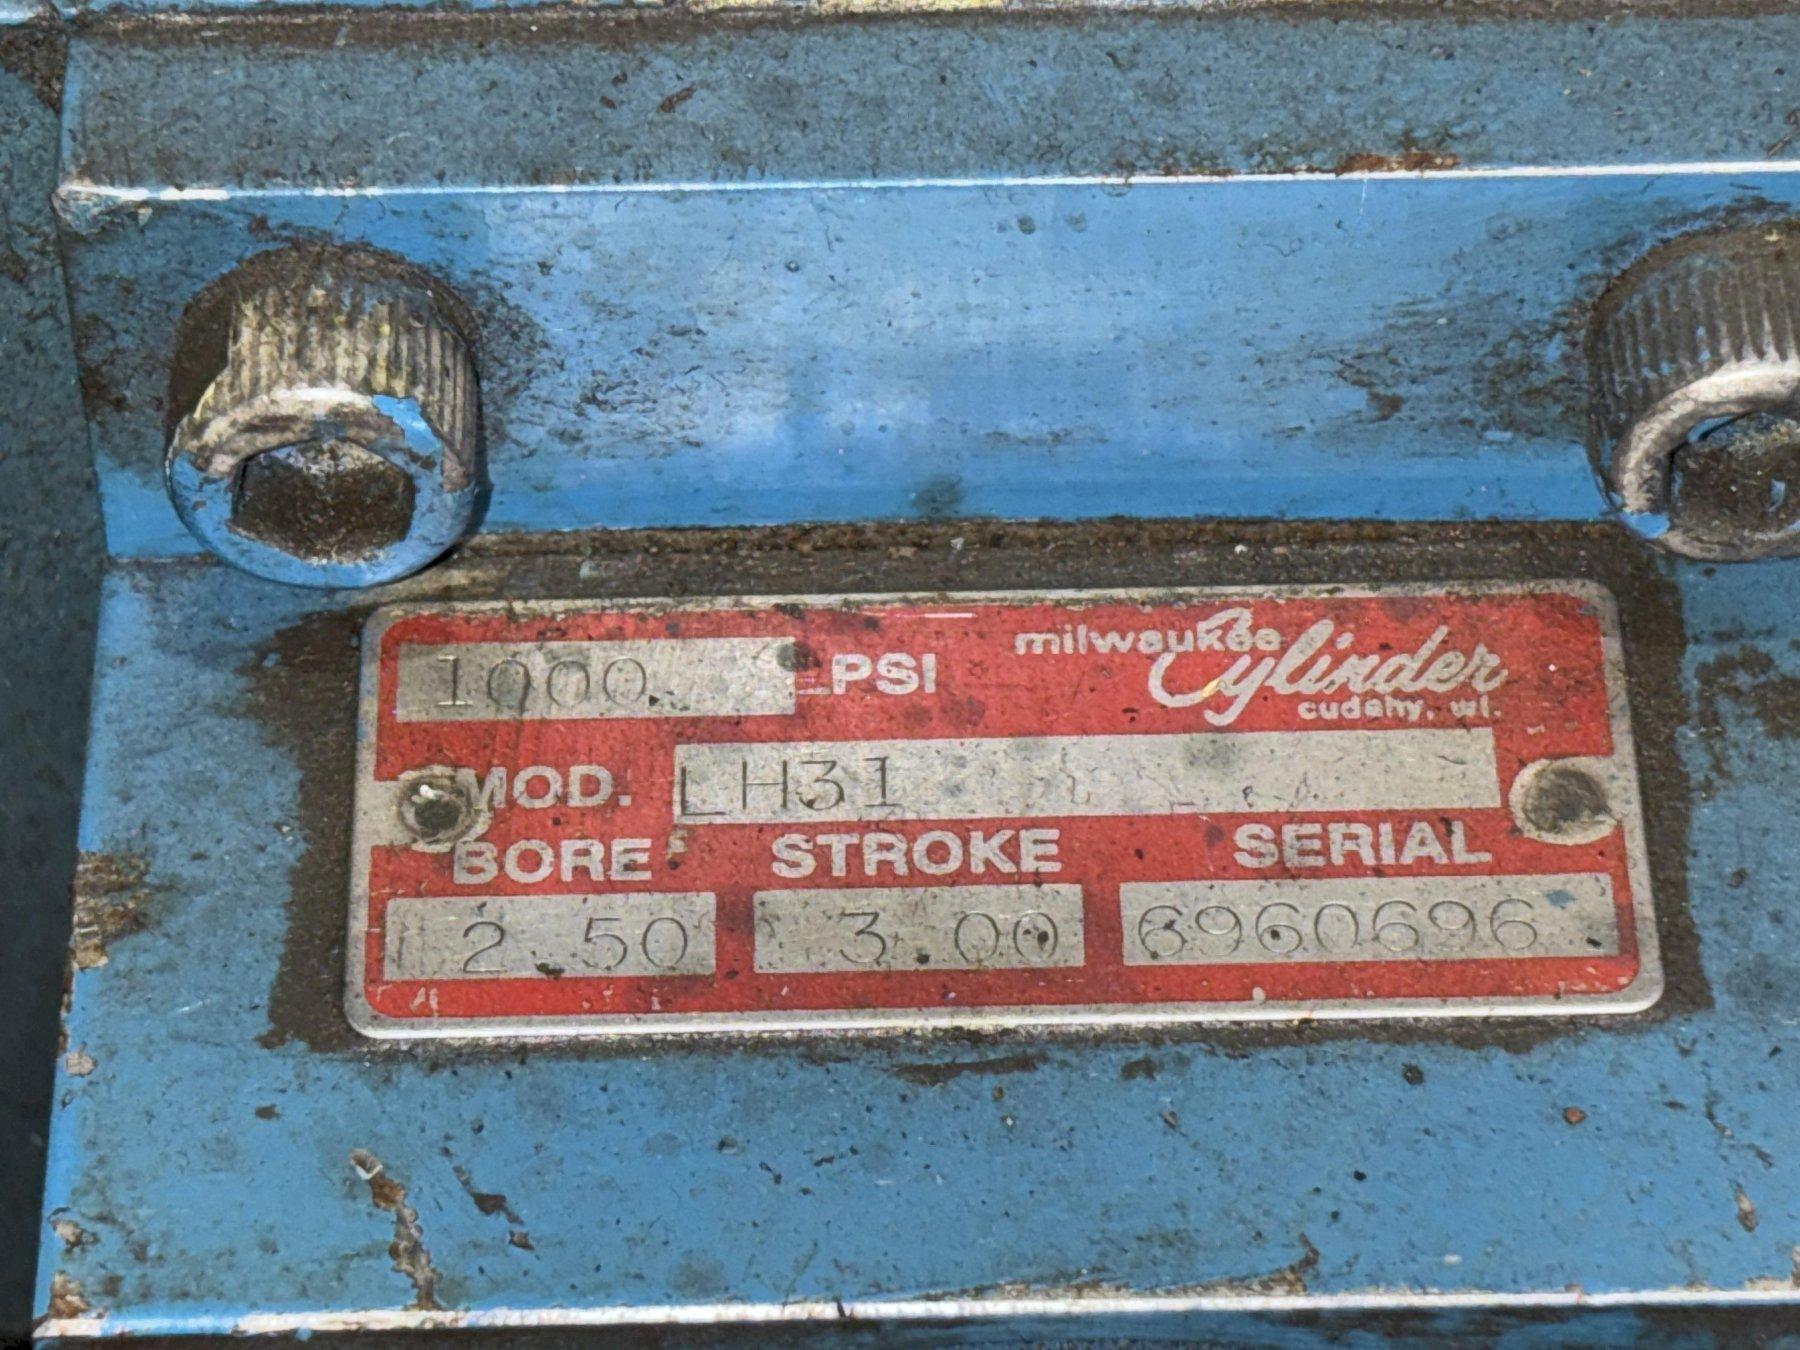 1000 PSI
milwaukee
Cylinder
cudahy, wi.
MOD. LH31
BORE STROKE SERIAL
2.50 3 00 6960696